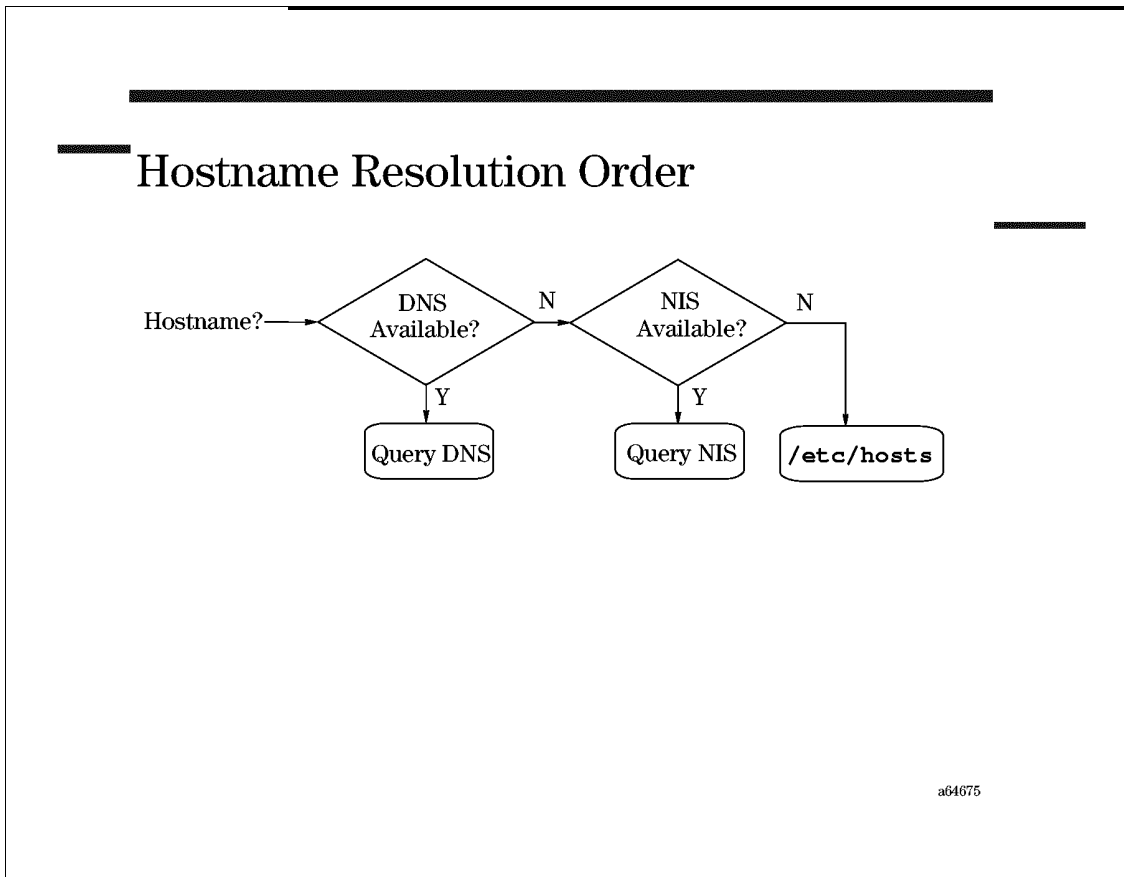 Hostname Resolution Order
Hostname?
DNS
Available?
N
NIS
Available?
N
Y
Y
Query DNS
Query NIS
/etc/hosts
a64675